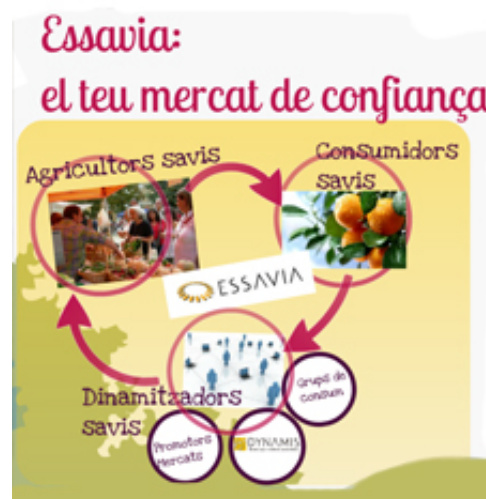 Essavia:
el teu mercat de confiança
Agricultors savis
Consumidors
savis
ESSAVIA
Dinamitzadors
savis
Grups de
consum
Promotors
Mercats
DYNAMIS